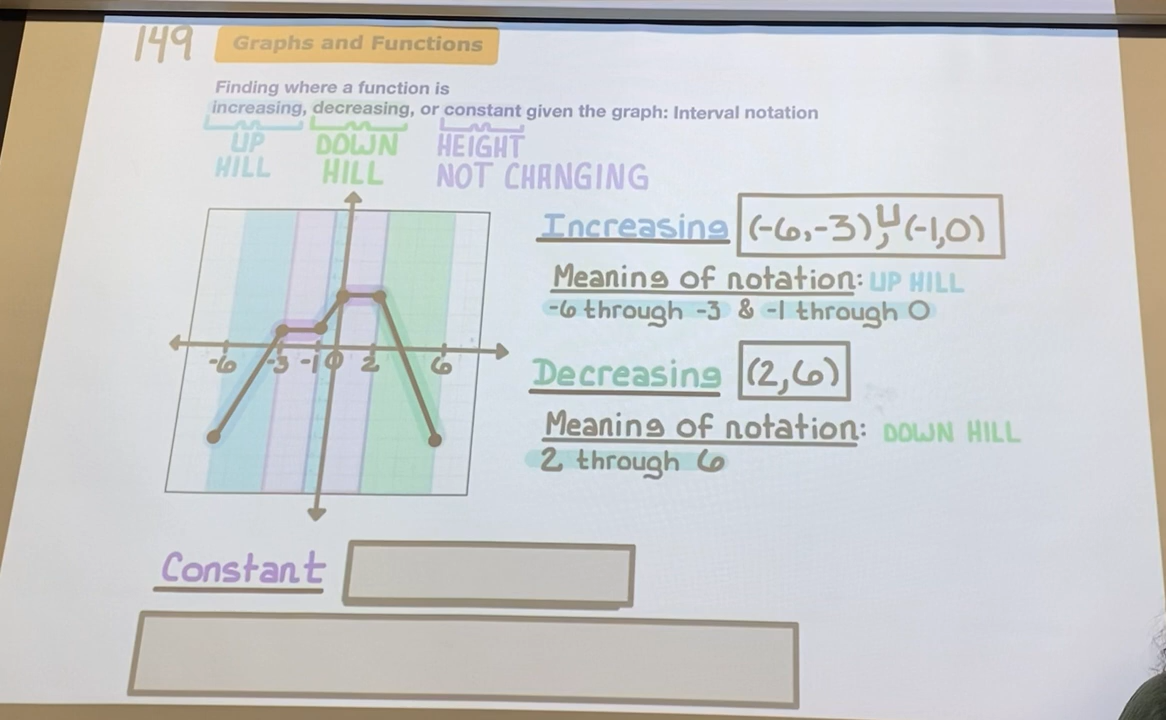 149
Graphs and Functions
Finding where a function is
increasing, decreasing, or constant given the graph: Interval notation
UP HILL
DOWN HILL
HEIGHT NOT CHANGING
-6 -3 -1 0 2 6
Increasing (-6,-3) U, (-1,0)
Meaning of notation: UP HILL
-6 through -3 & -1 through 0
Decreasing (2,6)
Meaning of notation: DOWN HILL
2 through 6
Constant